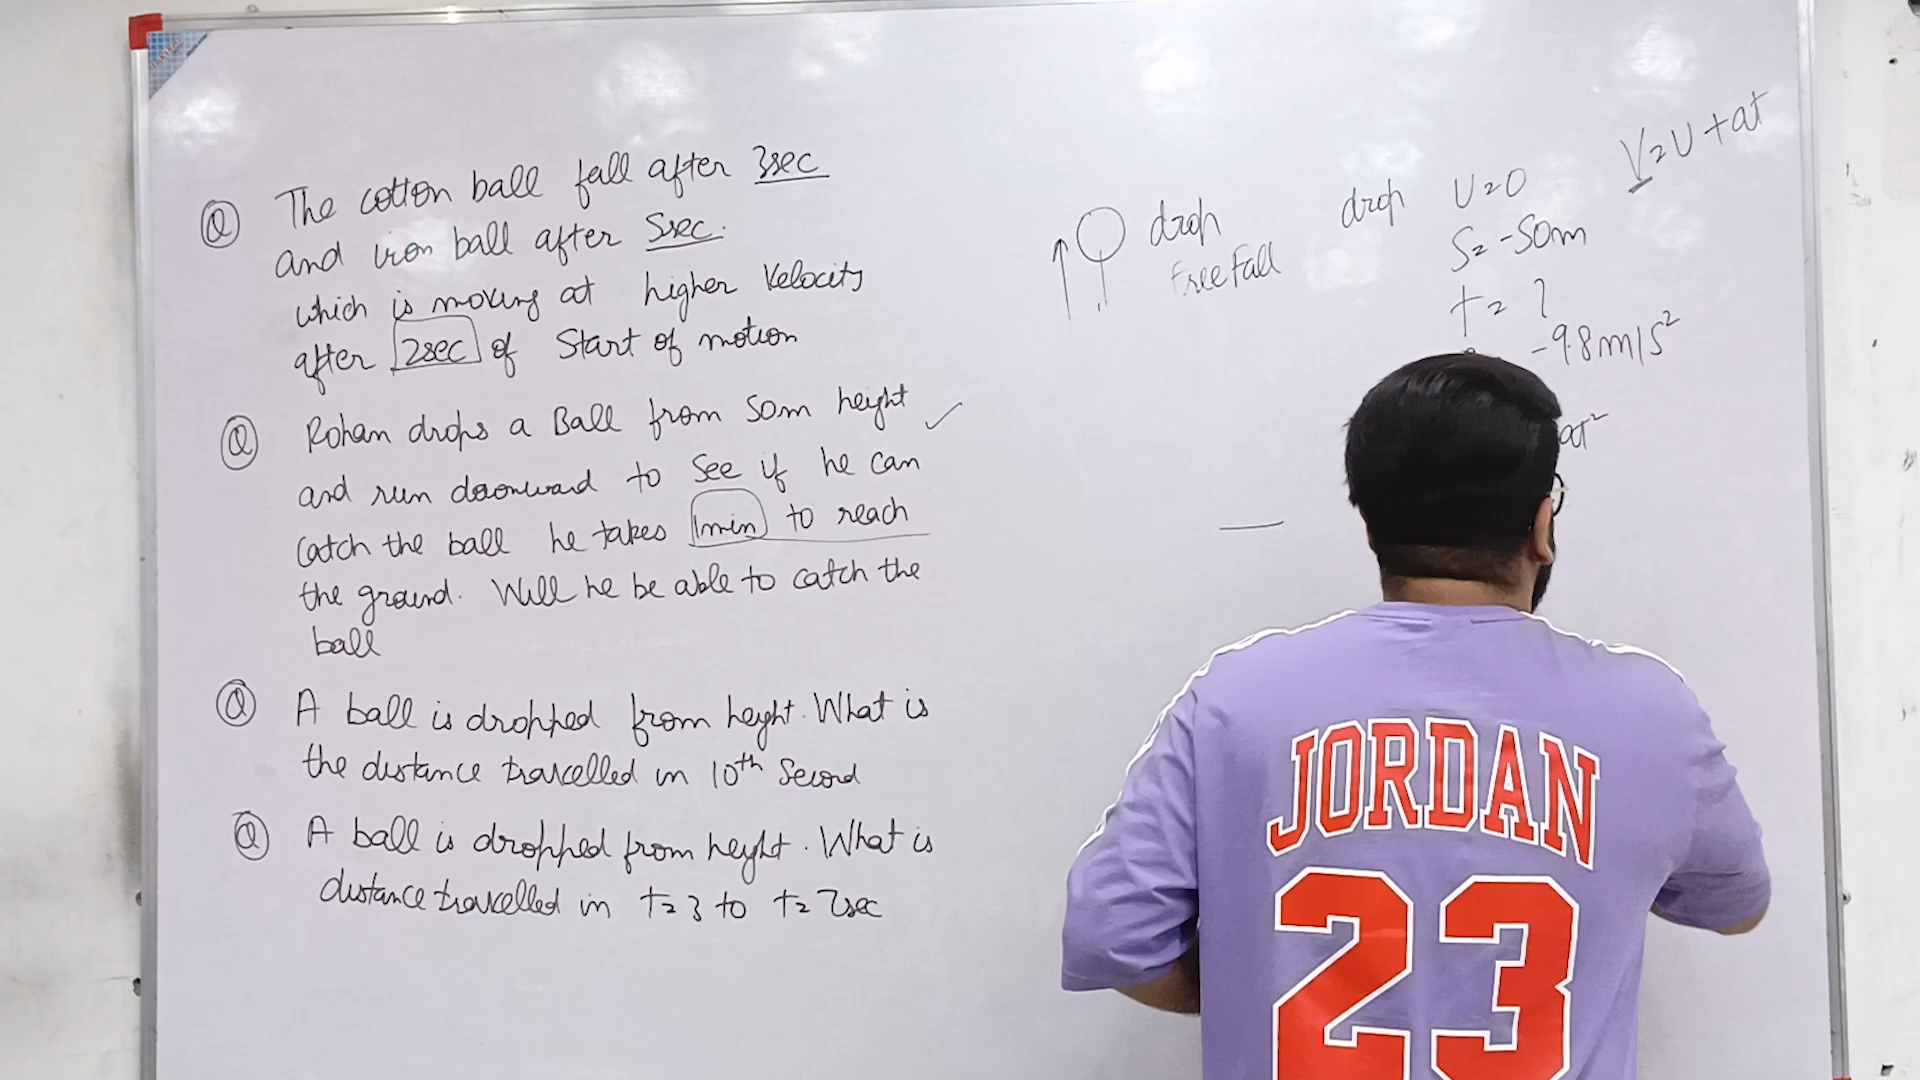 Q The cotton ball fall after 3sec
and iron ball after 5sec.
which is moving at higher Velocity
after 2sec of Start of motion
Q Rohan drops a Ball from 50m height
and run downward to See if he can
catch the ball he takes 1min to reach
the ground. Will he be able to catch the
ball
Q A ball is dropped from height. What is
the distance travelled in 10th Second
Q A ball is dropped from height. What is
distance travelled in t=3 to t=7sec
drop
Free Fall
drop U=0
S=-50m
t=?
-9.8m/s²
at²
V=U+at
JORDAN
23